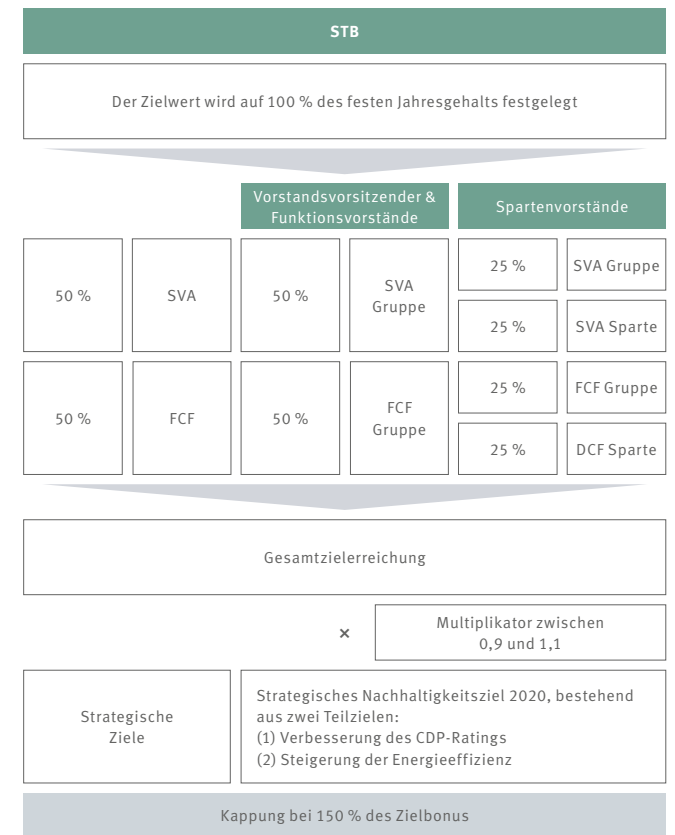 STB
Der Zielwert wird auf 100 % des festen Jahresgehalts festgelegt
Vorstandsvorsitzender &
Funktionsvorstände
Spartenvorstände
50 %
SVA
50 %
SVA
Gruppe
25 %
SVA Gruppe
25 %
SVA Sparte
50 %
FCF
50 %
FCF
Gruppe
25 %
FCF Gruppe
25 %
DCF Sparte
Gesamtzielerreichung
×
Multiplikator zwischen
0,9 und 1,1
Strategische
Ziele
Strategisches Nachhaltigkeitsziel 2020, bestehend
aus zwei Teilzielen:
(1) Verbesserung des CDP-Ratings
(2) Steigerung der Energieeffizienz
Kappung bei 150 % des Zielbonus